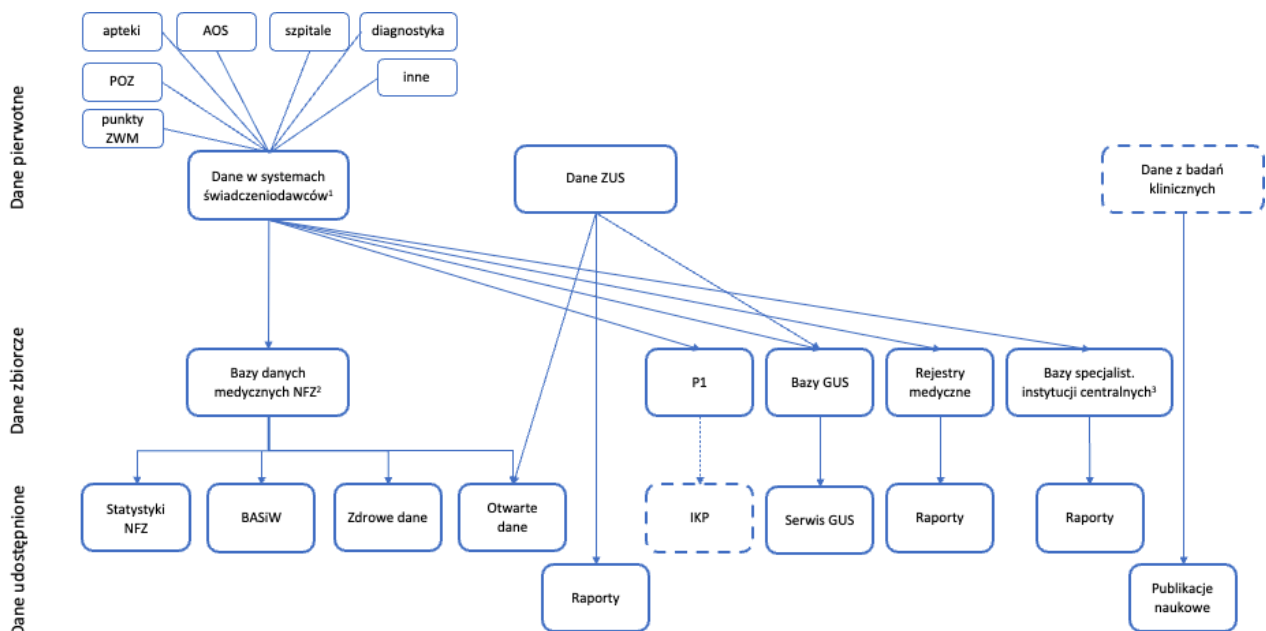 apteki
AOS
szpitale
diagnostyka
POZ
inne
punkty
ZWM
Dane pierwotne
Dane w systemach
świadczeniodawców¹
Dane ZUS
Dane z badań
klinicznych
Dane zbiorcze
Bazy danych
medycznych NFZ²
P1
Bazy GUS
Rejestry
medyczne
Bazy specjalist.
instytucji centralnych³
Dane udostępnione
Statystyki
NFZ
BASiW
Zdrowe dane
Otwarte
dane
IKP
Serwis GUS
Raporty
Raporty
Raporty
Publikacje
naukowe